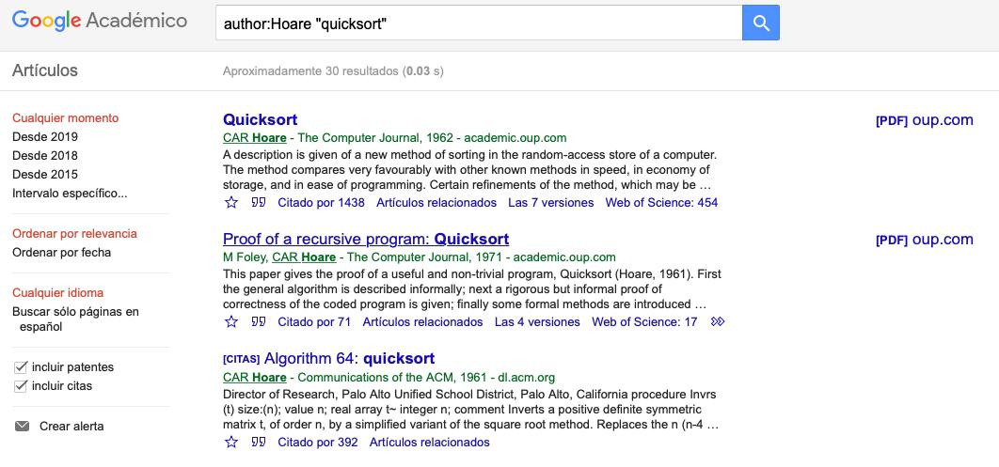 Google Académico
author:Hoare "quicksort"
Artículos
Aproximadamente 30 resultados (0.03 s)
Cualquier momento
Desde 2019
Desde 2018
Desde 2015
Intervalo específico...
Ordenar por relevancia
Ordenar por fecha
Cualquier idioma
Buscar sólo páginas en
español
incluir patentes
incluir citas
Crear alerta
Quicksort
[PDF] oup.com
CAR Hoare - The Computer Journal, 1962 - academic.oup.com
A description is given of a new method of sorting in the random-access store of a computer.
The method compares very favourably with other known methods in speed, in economy of
storage, and in ease of programming. Certain refinements of the method, which may be …
Citado por 1438 Artículos relacionados Las 7 versiones Web of Science: 454
Proof of a recursive program: Quicksort
[PDF] oup.com
M Foley, CAR Hoare - The Computer Journal, 1971 - academic.oup.com
This paper gives the proof of a useful and non-trivial program, Quicksort (Hoare, 1961). First
the general algorithm is described informally; next a rigorous but informal proof of
correctness of the coded program is given; finally some formal methods are introduced …
Citado por 71 Artículos relacionados Las 4 versiones Web of Science: 17
[CITAS] Algorithm 64: quicksort
CAR Hoare - Communications of the ACM, 1961 - dl.acm.org
Director of Research, Palo Alto Unified School District, Palo Alto, California procedure Invrs
(t) size:(n); value n; real array t~ integer n; comment Inverts a positive definite symmetric
matrix t, of order n, by a simplified variant of the square root method. Replaces the n (n-4 …
Citado por 392 Artículos relacionados